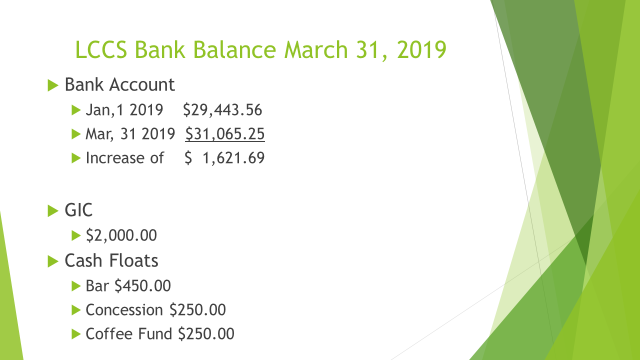 LCCS Bank Balance March 31, 2019
Bank Account
Jan,1 2019 $29,443.56
Mar, 31 2019 $31,065.25
Increase of $ 1,621.69
GIC
$2,000.00
Cash Floats
Bar $450.00
Concession $250.00
Coffee Fund $250.00